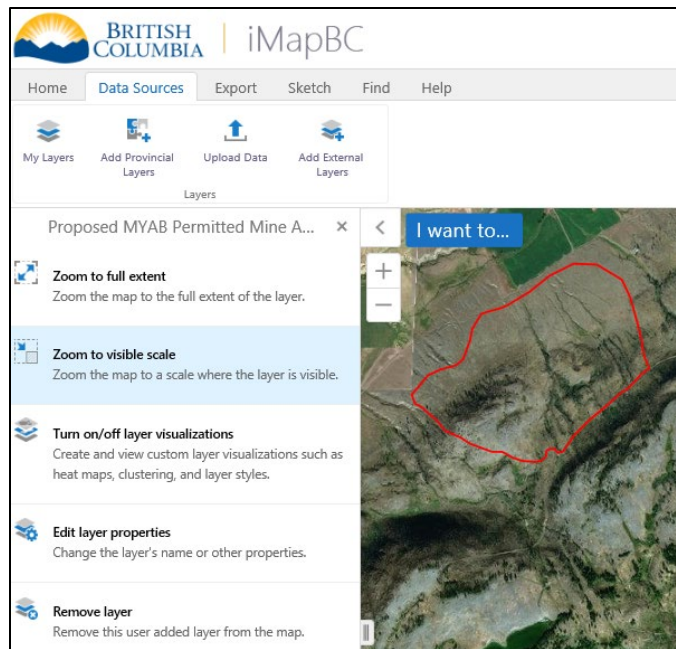 BRITISH
COLUMBIA
iMapBC
Home Data Sources Export Sketch Find Help
My Layers Add Provincial Upload Data Add External
Layers Layers
Layers
Proposed MYAB Permitted Mine A... ×
I want to...
+
−
Zoom to full extent
Zoom the map to the full extent of the layer.
Zoom to visible scale
Zoom the map to a scale where the layer is visible.
Turn on/off layer visualizations
Create and view custom layer visualizations such as
heat maps, clustering, and layer styles.
Edit layer properties
Change the layer's name or other properties.
Remove layer
Remove this user added layer from the map.